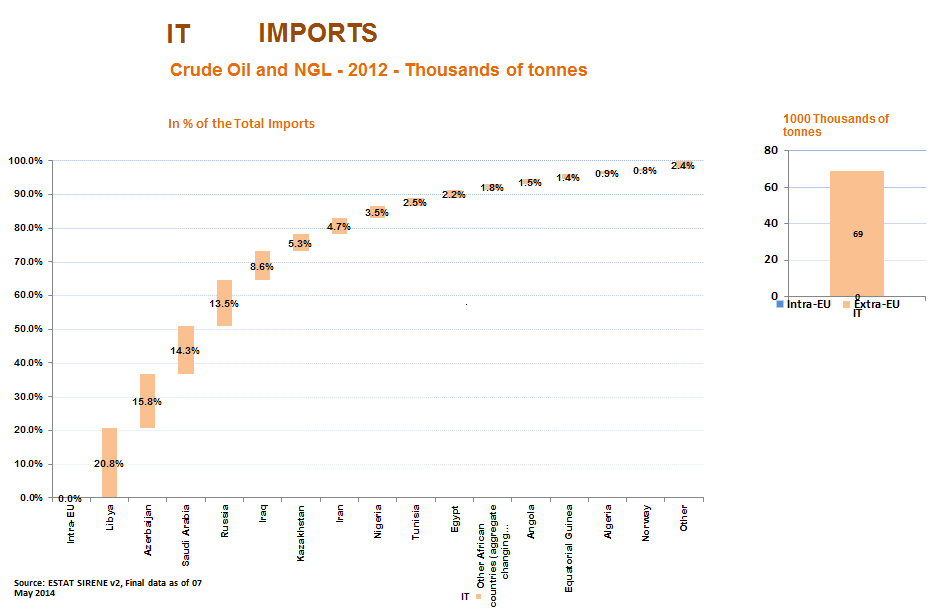 IT IMPORTS
Crude Oil and NGL - 2012 - Thousands of tonnes
In % of the Total Imports
100.0%
90.0%
80.0%
70.0%
60.0%
50.0%
40.0%
30.0%
20.0%
10.0%
0.0%
0.0%
20.8%
15.8%
14.3%
13.5%
8.6%
5.3%
4.7%
3.5%
2.5%
2.2%
1.8%
1.5%
1.4%
0.9%
0.8%
2.4%
Intra-EU
Libya
Azerbaijan
Saudi Arabia
Russia
Iraq
Kazakhstan
Iran
Nigeria
Tunisia
Egypt
Other African
countries (aggregate
changing...
Angola
Equatorial Guinea
Algeria
Norway
Other
IT
Source: ESTAT SIRENE v2, Final data as of 07
May 2014
1000 Thousands of
tonnes
80
60
40
20
0
69
0
Intra-EU Extra-EU
IT